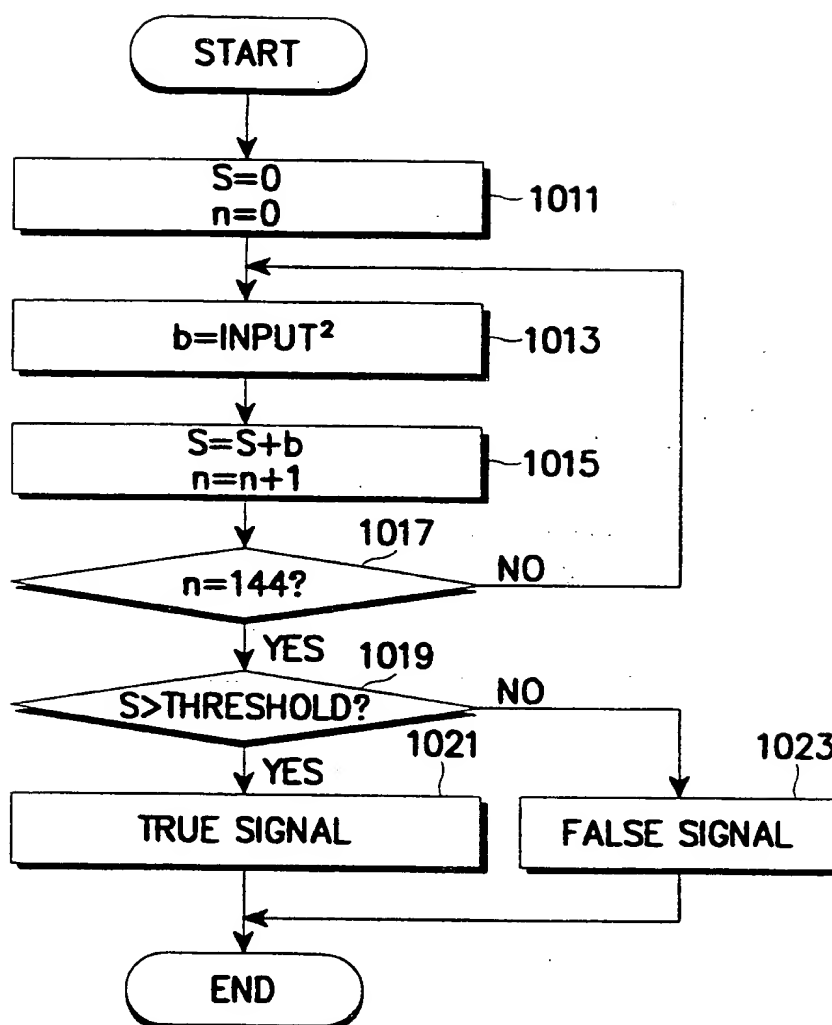 START
S=0
n=0
1011
b=INPUT²
1013
S=S+b
n=n+1
1015
1017
n=144?
NO
YES
1019
S>THRESHOLD?
NO
YES
1021
1023
TRUE SIGNAL
FALSE SIGNAL
END